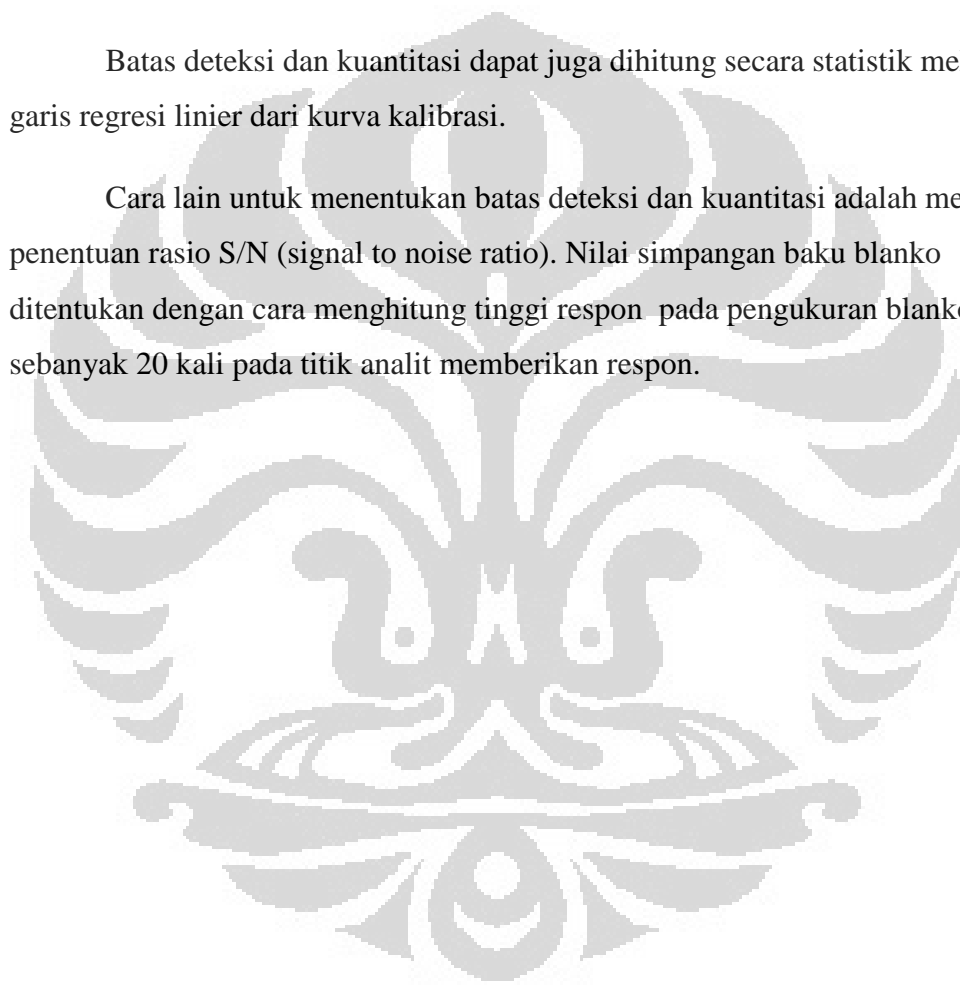 Batas deteksi dan kuantitasi dapat juga dihitung secara statistik me
garis regresi linier dari kurva kalibrasi.
Cara lain untuk menentukan batas deteksi dan kuantitasi adalah me
penentuan rasio S/N (signal to noise ratio). Nilai simpangan baku blanko
ditentukan dengan cara menghitung tinggi respon pada pengukuran blanko
sebanyak 20 kali pada titik analit memberikan respon.